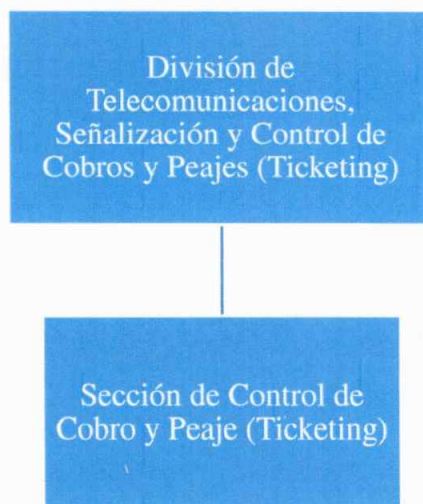 División de
Telecomunicaciones,
Señalización y Control de
Cobros y Peajes (Ticketing)
Sección de Control de
Cobro y Peaje (Ticketing)